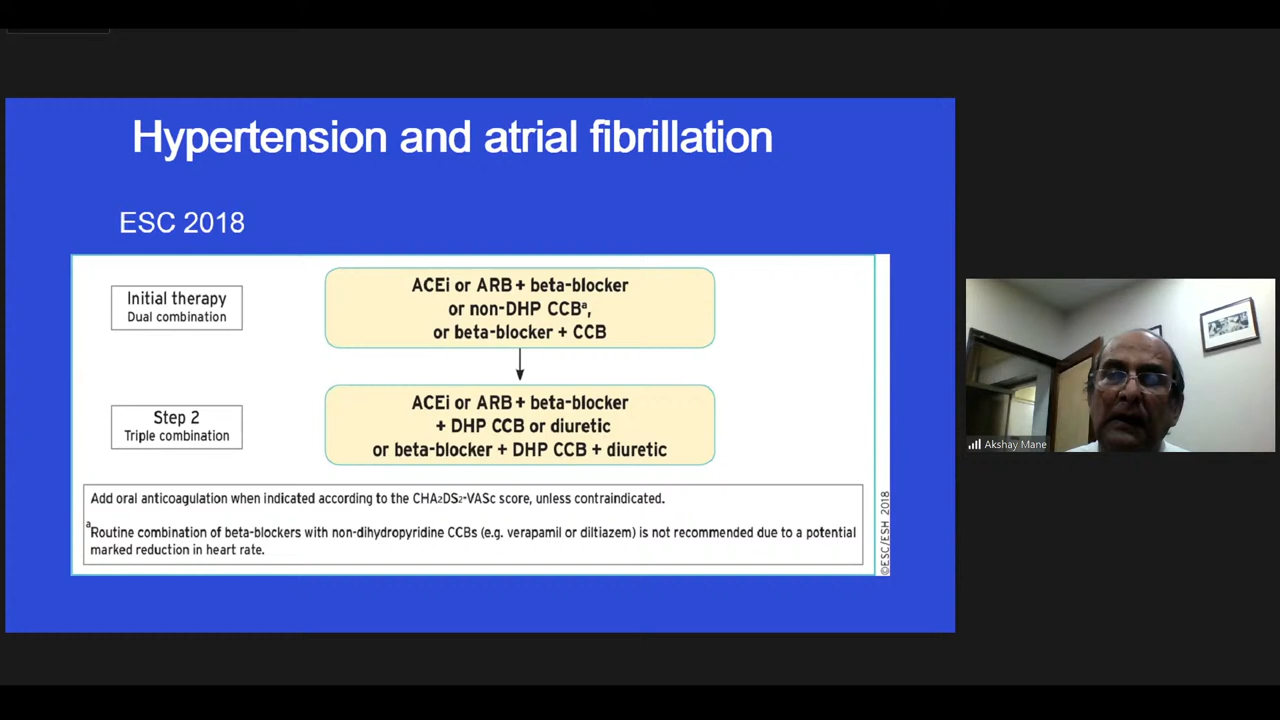 Hypertension and atrial fibrillation
ESC 2018
Initial therapy
Dual combination
ACEi or ARB + beta-blocker
or non-DHP CCBᵃ,
or beta-blocker + CCB
Step 2
Triple combination
ACEi or ARB + beta-blocker
+ DHP CCB or diuretic
or beta-blocker + DHP CCB + diuretic
Add oral anticoagulation when indicated according to the CHA₂DS₂-VASc score, unless contraindicated.
ᵃRoutine combination of beta-blockers with non-dihydropyridine CCBs (e.g. verapamil or diltiazem) is not recommended due to a potential
marked reduction in heart rate.
©ESC/ESH 2018
Akshay Mane